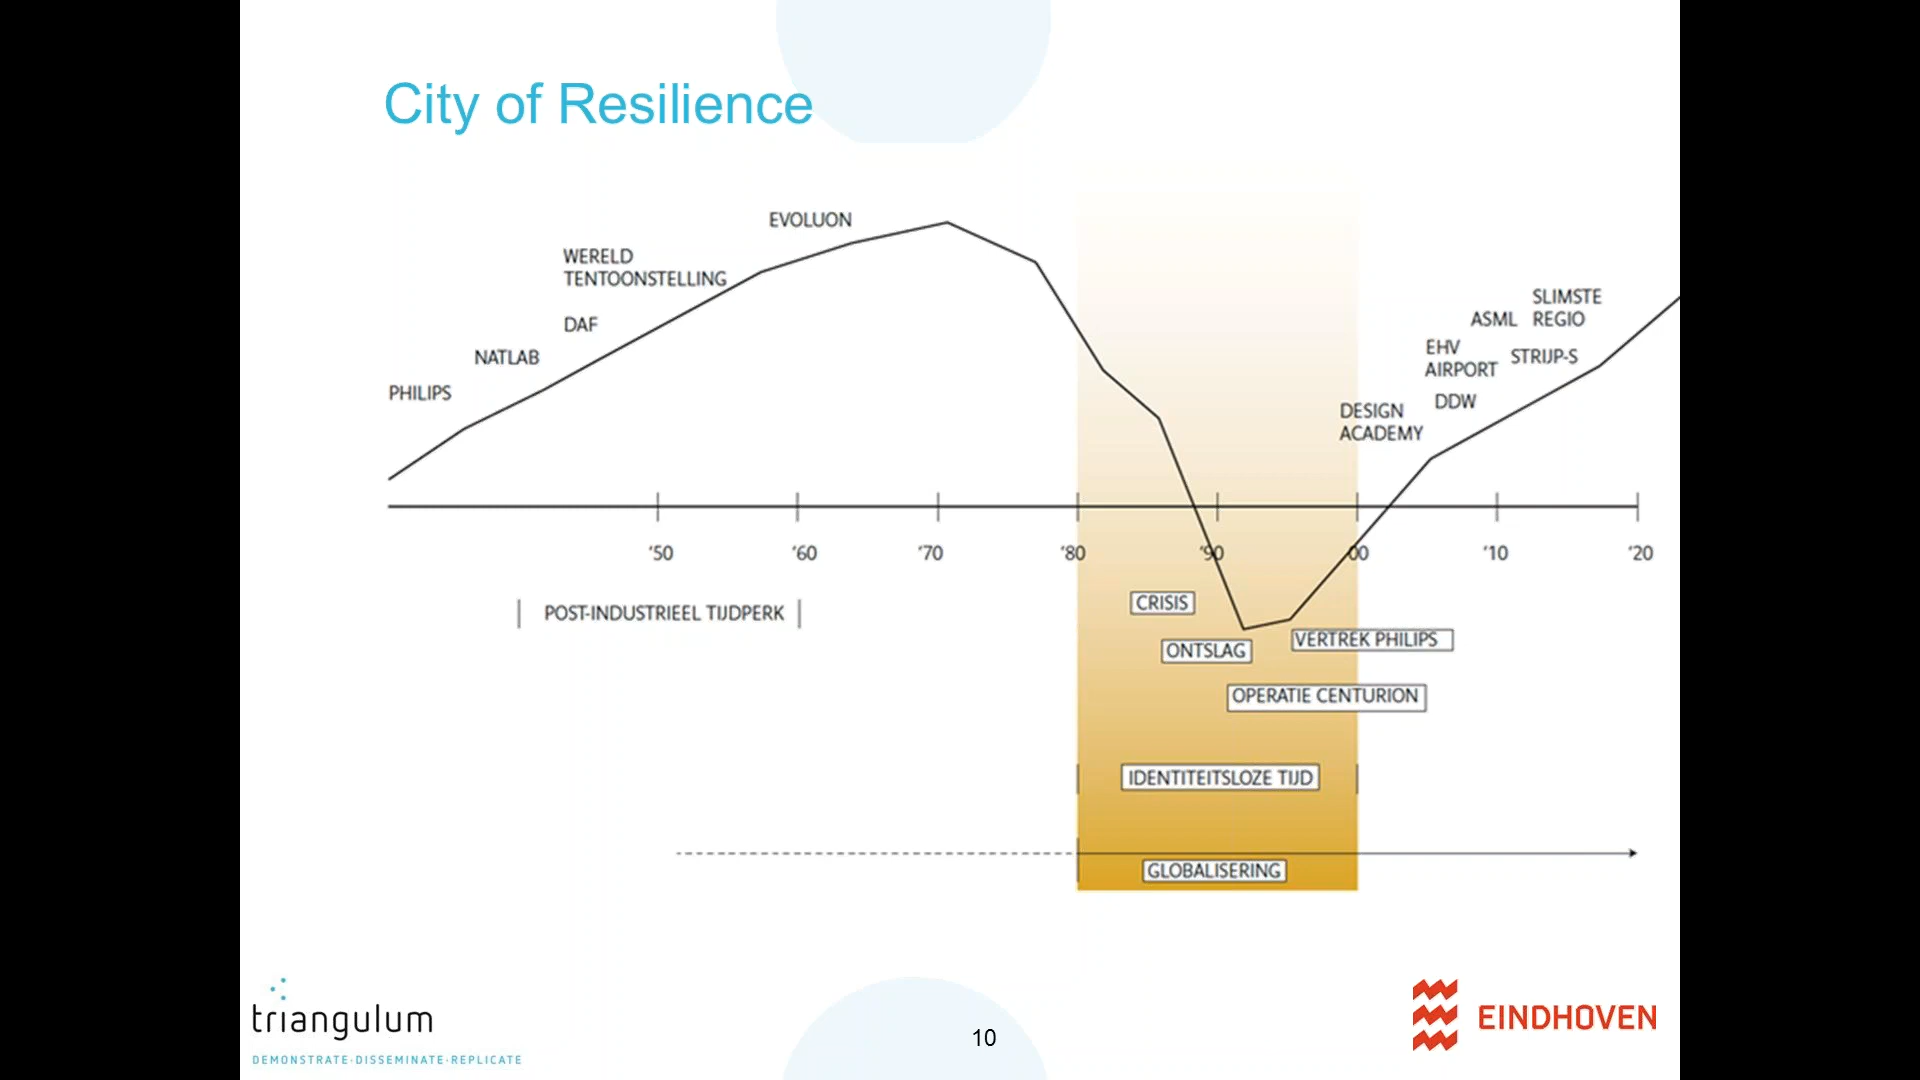 City of Resilience
EVOLUON
WERELD
TENTOONSTELLING
DAF
NATLAB
PHILIPS
SLIMSTE
ASML REGIO
EHV
AIRPORT STRIJP-S
DDW
DESIGN
ACADEMY
'50 '60 '70 '80 '90 '00 '10 '20
POST-INDUSTRIEEL TIJDPERK
CRISIS
VERTREK PHILIPS
ONTSLAG
OPERATIE CENTURION
IDENTITEITSLOZE TIJD
GLOBALISERING
triangulum
DEMONSTRATE·DISSEMINATE·REPLICATE
10
EINDHOVEN